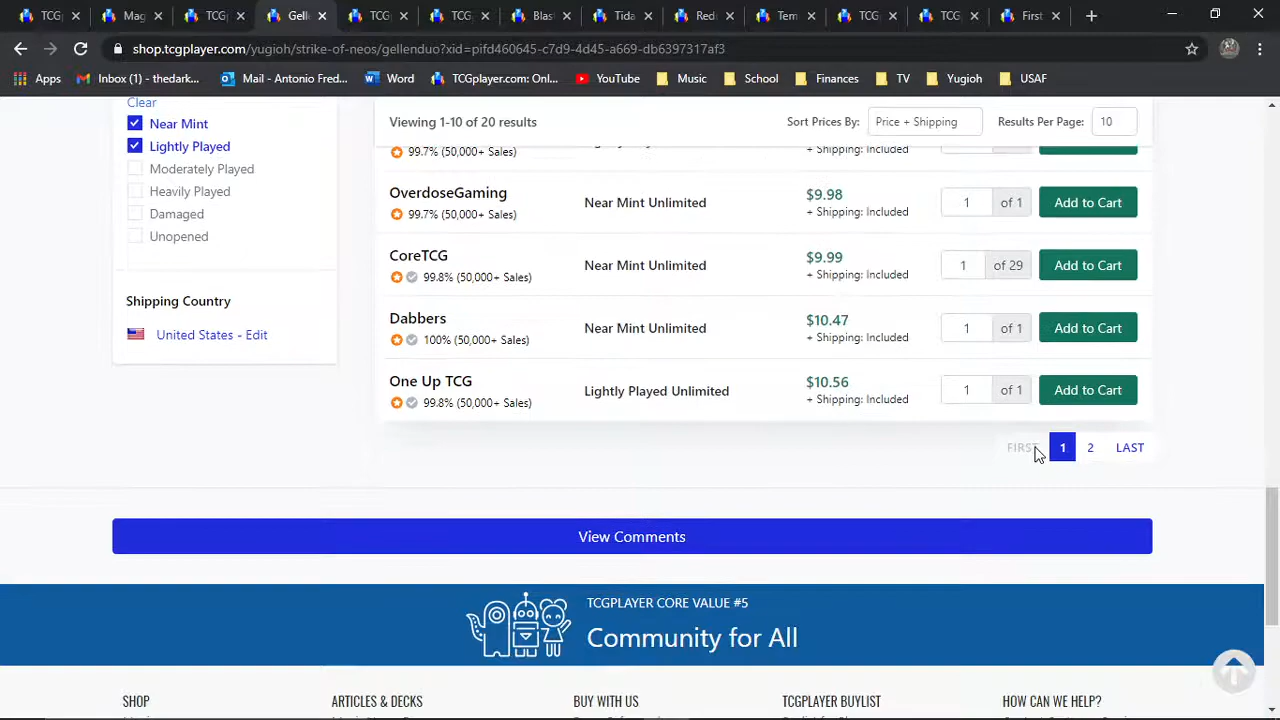 TCG
Mag
TCG
Gelle
TCG
TCG
Blas
Tida
Red
Tem
TCG
TCG
First
shop.tcgplayer.com/yugioh/strike-of-neos/gellenduo?xid=pifd460645-c7d9-4d45-a669-db6397317af3
Apps Inbox (1) - thedark... Mail - Antonio Fred... Word TCGplayer.com: Onl... YouTube Music School Finances TV Yugioh USAF
Clear
Near Mint
Lightly Played
Moderately Played
Heavily Played
Damaged
Unopened
Shipping Country
United States - Edit
Viewing 1-10 of 20 results Sort Prices By: Price + Shipping Results Per Page: 10
99.7% (50,000+ Sales) + Shipping: Included
OverdoseGaming
99.7% (50,000+ Sales)
Near Mint Unlimited
$9.98
+ Shipping: Included
1 of 1 Add to Cart
CoreTCG
99.8% (50,000+ Sales)
Near Mint Unlimited
$9.99
+ Shipping: Included
1 of 29 Add to Cart
Dabbers
100% (50,000+ Sales)
Near Mint Unlimited
$10.47
+ Shipping: Included
1 of 1 Add to Cart
One Up TCG
99.8% (50,000+ Sales)
Lightly Played Unlimited
$10.56
+ Shipping: Included
1 of 1 Add to Cart
FIRST 1 2 LAST
View Comments
TCGPLAYER CORE VALUE #5
Community for All
SHOP ARTICLES & DECKS BUY WITH US TCGPLAYER BUYLIST HOW CAN WE HELP?